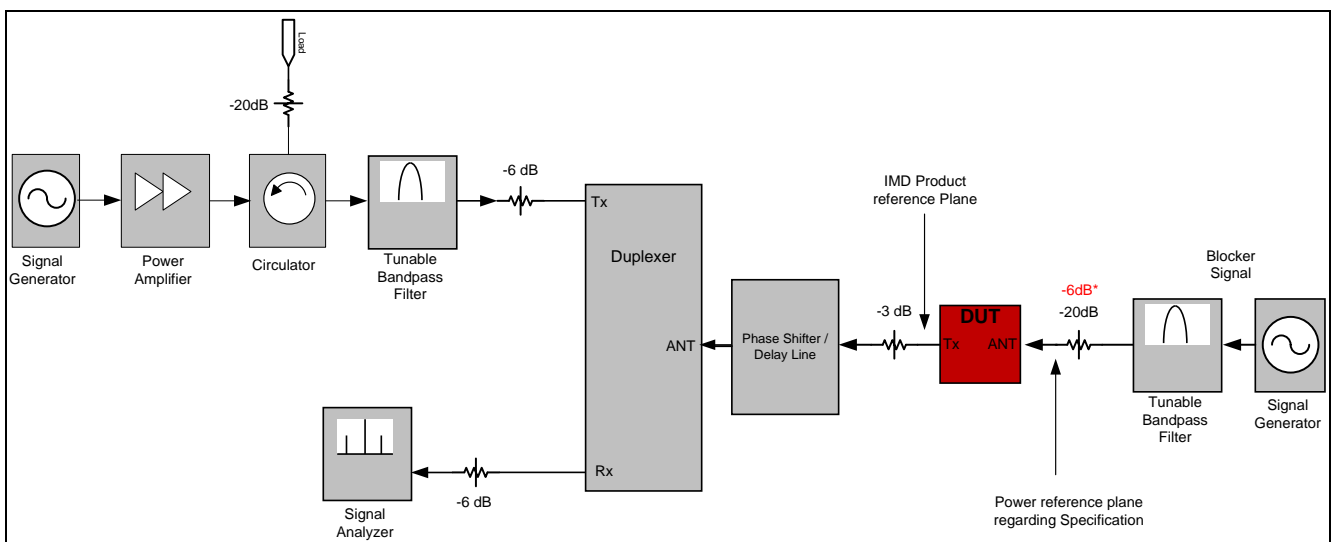 Load
-20dB
Signal
Generator
Power
Amplifier
Circulator
Tunable
Bandpass
Filter
-6 dB
Tx
Duplexer
ANT
Rx
Signal
Analyzer
-6 dB
Phase Shifter /
Delay Line
-3 dB
IMD Product
reference Plane
DUT
Tx
ANT
-6dB*
-20dB
Power reference plane
regarding Specification
Tunable
Bandpass
Filter
Blocker
Signal
Signal
Generator